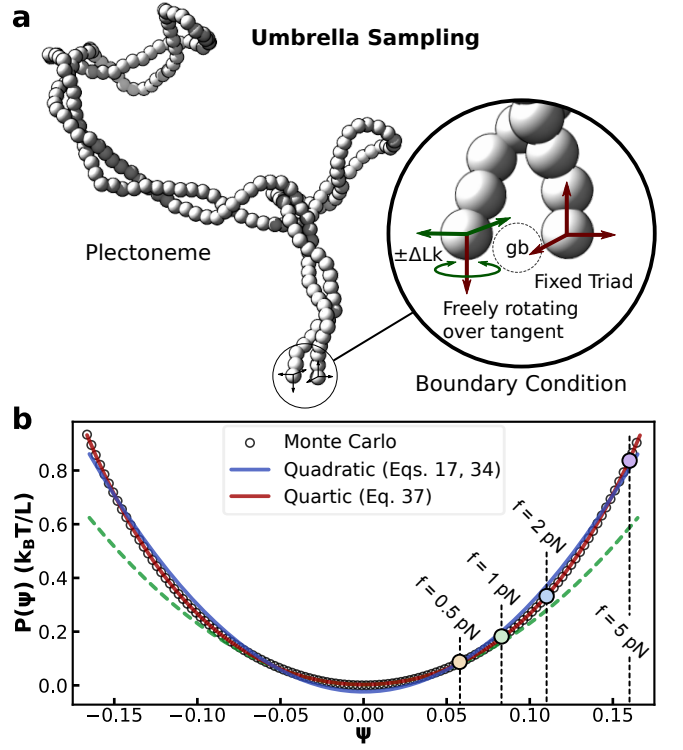 a
Umbrella Sampling
Plectoneme
±ΔLk
gb
Fixed Triad
Freely rotating
over tangent
Boundary Condition
b
P(ψ) (k_BT/L)
0.8
0.6
0.4
0.2
0.0
Monte Carlo
Quadratic (Eqs. 17, 34)
Quartic (Eq. 37)
f = 0.5 pN
f = 1 pN
f = 2 pN
f = 5 pN
−0.15
−0.10
−0.05
0.00
0.05
0.10
0.15
ψ